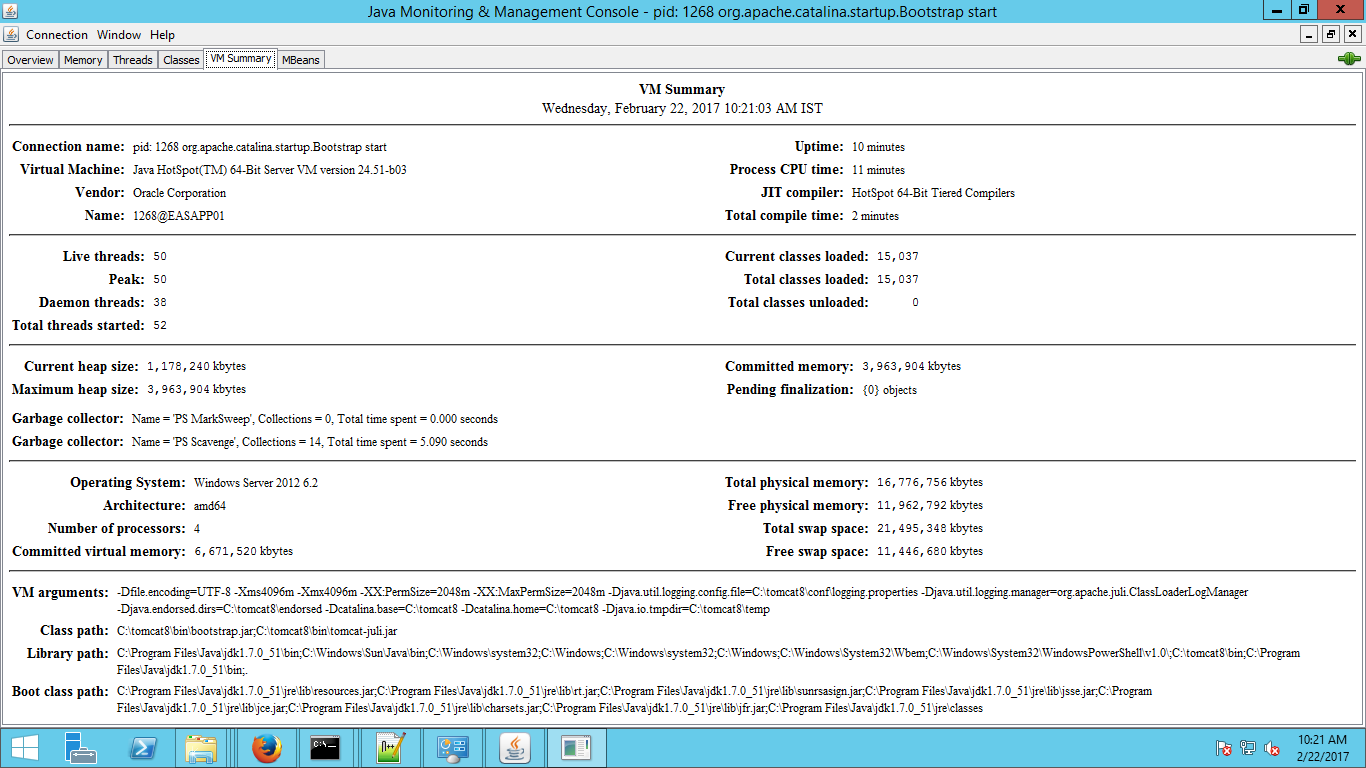 Java Monitoring & Management Console - pid: 1268 org.apache.catalina.startup.Bootstrap start
Connection Window Help
Overview Memory Threads Classes VM Summary MBeans
VM Summary
Wednesday, February 22, 2017 10:21:03 AM IST
Connection name: pid: 1268 org.apache.catalina.startup.Bootstrap start
Virtual Machine: Java HotSpot(TM) 64-Bit Server VM version 24.51-b03
Vendor: Oracle Corporation
Name: 1268@EASAPP01
Uptime: 10 minutes
Process CPU time: 11 minutes
JIT compiler: HotSpot 64-Bit Tiered Compilers
Total compile time: 2 minutes
Live threads: 50
Peak: 50
Daemon threads: 38
Total threads started: 52
Current classes loaded: 15,037
Total classes loaded: 15,037
Total classes unloaded: 0
Current heap size: 1,178,240 kbytes
Maximum heap size: 3,963,904 kbytes
Committed memory: 3,963,904 kbytes
Pending finalization: {0} objects
Garbage collector: Name = 'PS MarkSweep', Collections = 0, Total time spent = 0.000 seconds
Garbage collector: Name = 'PS Scavenge', Collections = 14, Total time spent = 5.090 seconds
Operating System: Windows Server 2012 6.2
Architecture: amd64
Number of processors: 4
Committed virtual memory: 6,671,520 kbytes
Total physical memory: 16,776,756 kbytes
Free physical memory: 11,962,792 kbytes
Total swap space: 21,495,348 kbytes
Free swap space: 11,446,680 kbytes
VM arguments: -Dfile.encoding=UTF-8 -Xms4096m -Xmx4096m -XX:PermSize=2048m -XX:MaxPermSize=2048m -Djava.util.logging.config.file=C:\tomcat8\conf\logging.properties -Djava.util.logging.manager=org.apache.juli.ClassLoaderLogManager
-Djava.endorsed.dirs=C:\tomcat8\endorsed -Dcatalina.base=C:\tomcat8 -Dcatalina.home=C:\tomcat8 -Djava.io.tmpdir=C:\tomcat8\temp
Class path: C:\tomcat8\bin\bootstrap.jar;C:\tomcat8\bin\tomcat-juli.jar
Library path: C:\Program Files\Java\jdk1.7.0_51\bin;C:\Windows\Sun\Java\bin;C:\Windows\system32;C:\Windows;C:\Windows\system32;C:\Windows;C:\Windows\System32\Wbem;C:\Windows\System32\WindowsPowerShell\v1.0\;C:\tomcat8\bin;C:\Program
Files\Java\jdk1.7.0_51\bin;.
Boot class path: C:\Program Files\Java\jdk1.7.0_51\jre\lib\resources.jar;C:\Program Files\Java\jdk1.7.0_51\jre\lib\rt.jar;C:\Program Files\Java\jdk1.7.0_51\jre\lib\sunrsasign.jar;C:\Program Files\Java\jdk1.7.0_51\jre\lib\jsse.jar;C:\Program
Files\Java\jdk1.7.0_51\jre\lib\jce.jar;C:\Program Files\Java\jdk1.7.0_51\jre\lib\charsets.jar;C:\Program Files\Java\jdk1.7.0_51\jre\lib\jfr.jar;C:\Program Files\Java\jdk1.7.0_51\jre\classes
10:21 AM
2/22/2017